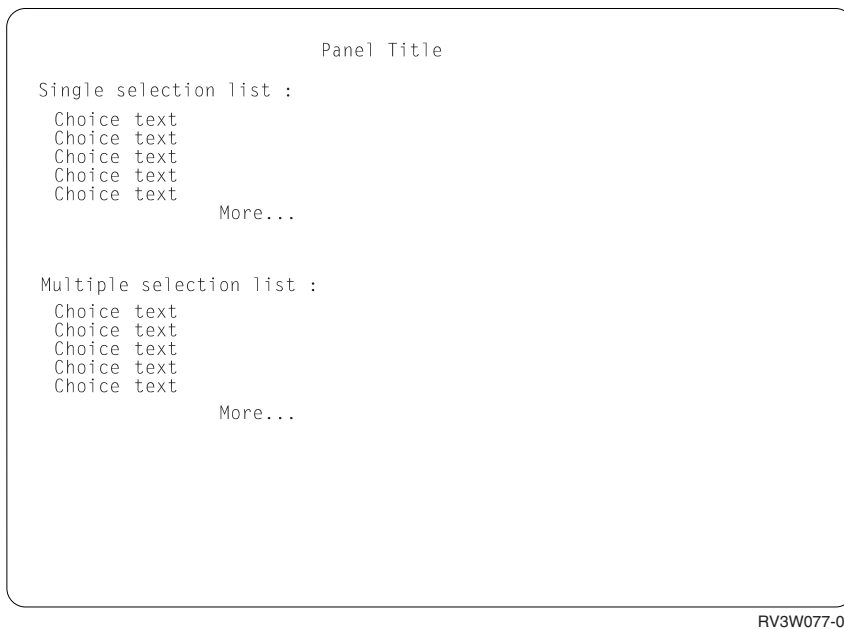 Panel Title
Single selection list :
Choice text
Choice text
Choice text
Choice text
Choice text
More...
Multiple selection list :
Choice text
Choice text
Choice text
Choice text
Choice text
More...
RV3W077-0